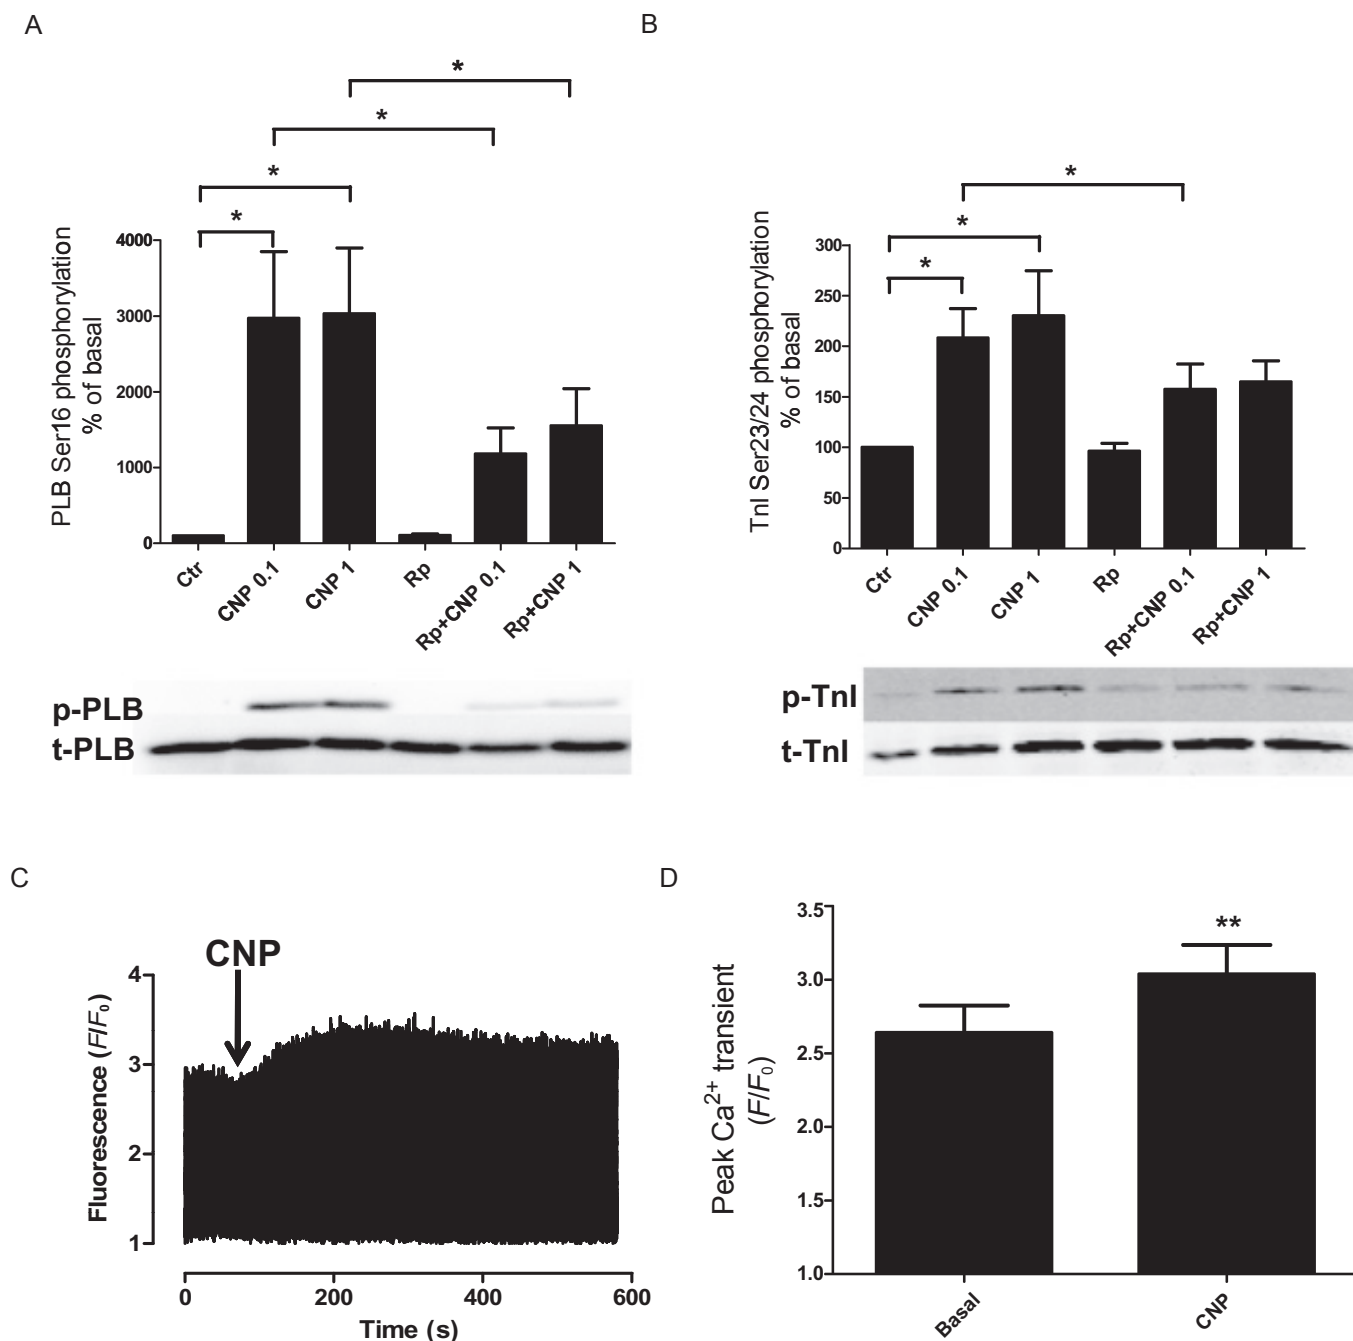 A
*
*
*
*
PLB Ser16 phosphorylation
% of basal
4000
3000
2000
1000
0
Ctr
CNP 0.1
CNP 1
Rp
Rp+CNP 0.1
Rp+CNP 1
p-PLB
t-PLB
B
*
*
*
TnI Ser23/24 phosphorylation
% of basal
300
250
200
150
100
50
0
Ctr
CNP 0.1
CNP 1
Rp
Rp+CNP 0.1
Rp+CNP 1
p-TnI
t-TnI
C
CNP
Fluorescence (F/F₀)
4
3
2
1
0
200
400
600
Time (s)
D
**
Peak Ca²⁺ transient
(F/F₀)
3.5
3.0
2.5
2.0
1.5
1.0
Basal
CNP